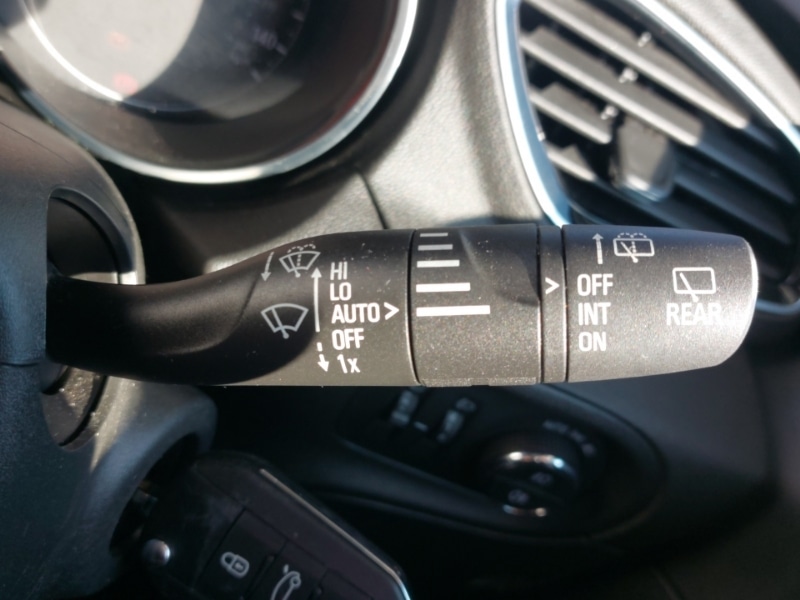 HI
LO
AUTO >
OFF
1x
> OFF
INT
ON
REAR